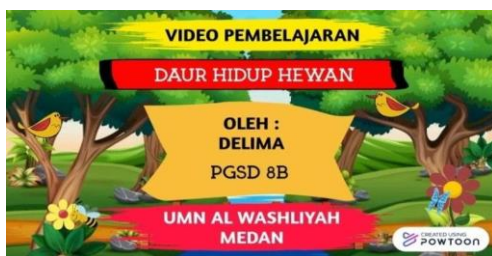 VIDEO PEMBELAJARAN
DAUR HIDUP HEWAN
OLEH :
DELIMA
PGSD 8B
UMN AL WASHLIYAH
MEDAN
CREATED USING
POWTOON